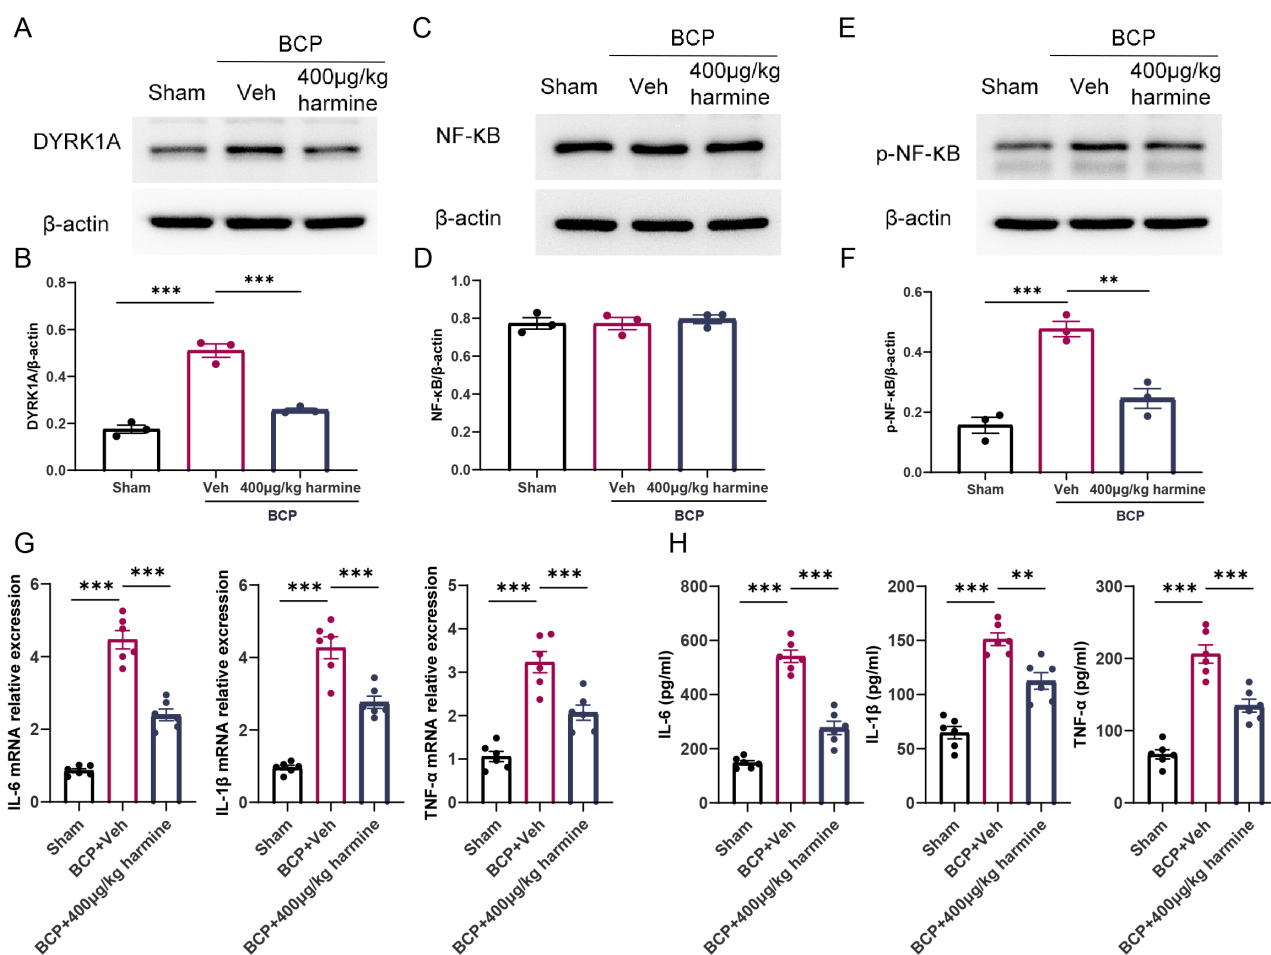 A
BCP
Sham
Veh
400μg/kg
harmine
DYRK1A
β-actin
C
BCP
Sham
Veh
400μg/kg
harmine
NF-κB
β-actin
E
BCP
Sham
Veh
400μg/kg
harmine
p-NF-κB
β-actin
B
DYRK1A/β-actin
0.8
0.6
0.4
0.2
0.0
***
***
Sham
Veh
400μg/kg harmine
BCP
D
NF-κB/β-actin
1.0
0.8
0.6
0.4
0.2
0.0
Sham
Veh
400μg/kg harmine
BCP
F
p-NF-κB/β-actin
0.6
0.4
0.2
0.0
***
**
Sham
Veh
400μg/kg harmine
BCP
G
IL-6 mRNA relative excression
6
4
2
0
***
***
Sham
BCP+Veh
BCP+400μg/kg harmine
IL-1β mRNA relative excression
6
4
2
0
***
***
Sham
BCP+Veh
BCP+400μg/kg harmine
TNF-α mRNA relative excression
5
4
3
2
1
0
***
***
Sham
BCP+Veh
BCP+400μg/kg harmine
H
IL-6 (pg/ml)
800
600
400
200
0
***
***
Sham
BCP+Veh
BCP+400μg/kg harmine
IL-1β (pg/ml)
200
150
100
50
0
***
**
Sham
BCP+Veh
BCP+400μg/kg harmine
TNF-α (pg/ml)
300
200
100
0
***
***
Sham
BCP+Veh
BCP+400μg/kg harmine